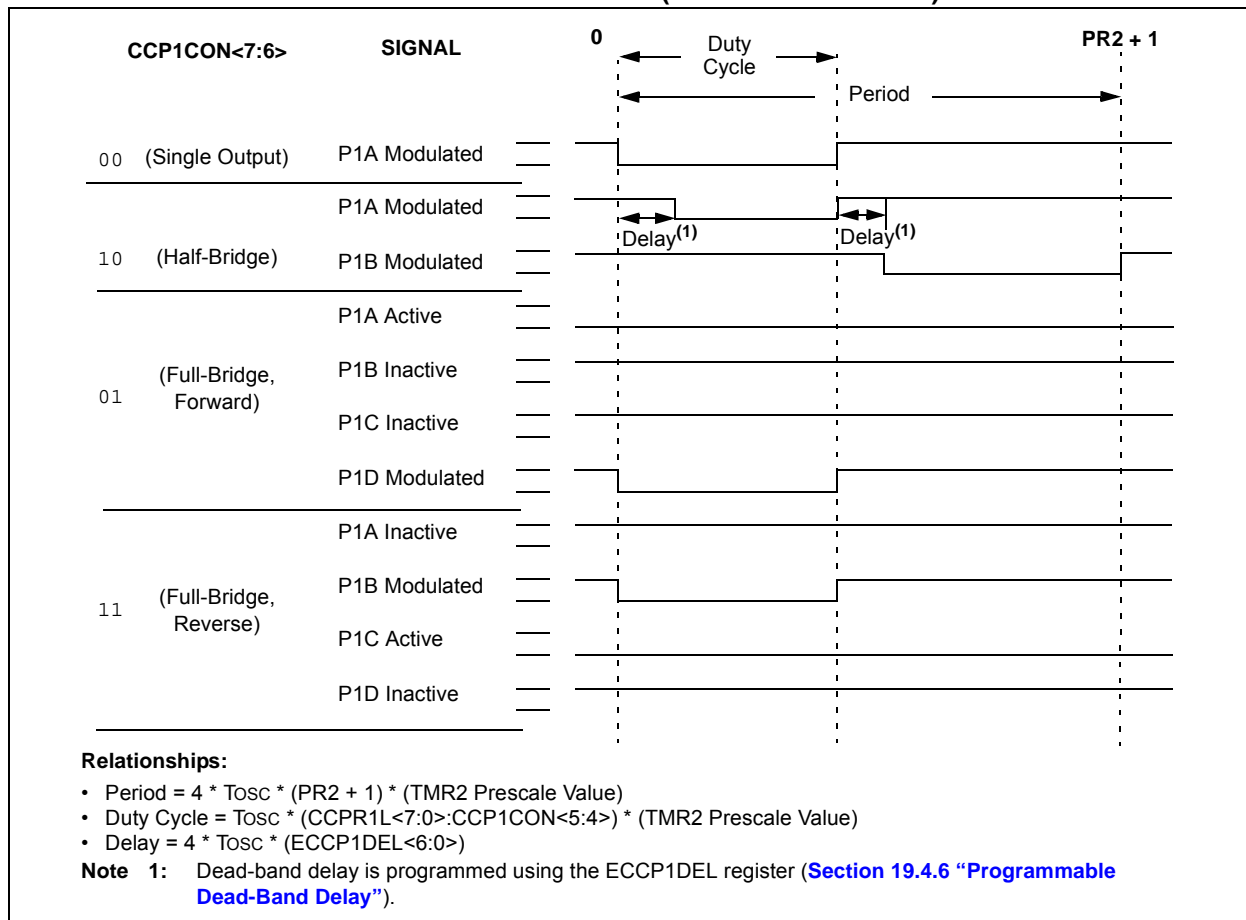 CCP1CON<7:6> SIGNAL 0 Duty Cycle PR2 + 1
Period
00 (Single Output) P1A Modulated
P1A Modulated
Delay(1) Delay(1)
10 (Half-Bridge) P1B Modulated
P1A Active
01 (Full-Bridge, Forward) P1B Inactive
P1C Inactive
P1D Modulated
P1A Inactive
11 (Full-Bridge, Reverse) P1B Modulated
P1C Active
P1D Inactive
Relationships:
• Period = 4 * TOSC * (PR2 + 1) * (TMR2 Prescale Value)
• Duty Cycle = TOSC * (CCPR1L<7:0>:CCP1CON<5:4>) * (TMR2 Prescale Value)
• Delay = 4 * TOSC * (ECCP1DEL<6:0>)
Note 1: Dead-band delay is programmed using the ECCP1DEL register (Section 19.4.6 “Programmable
Dead-Band Delay”).